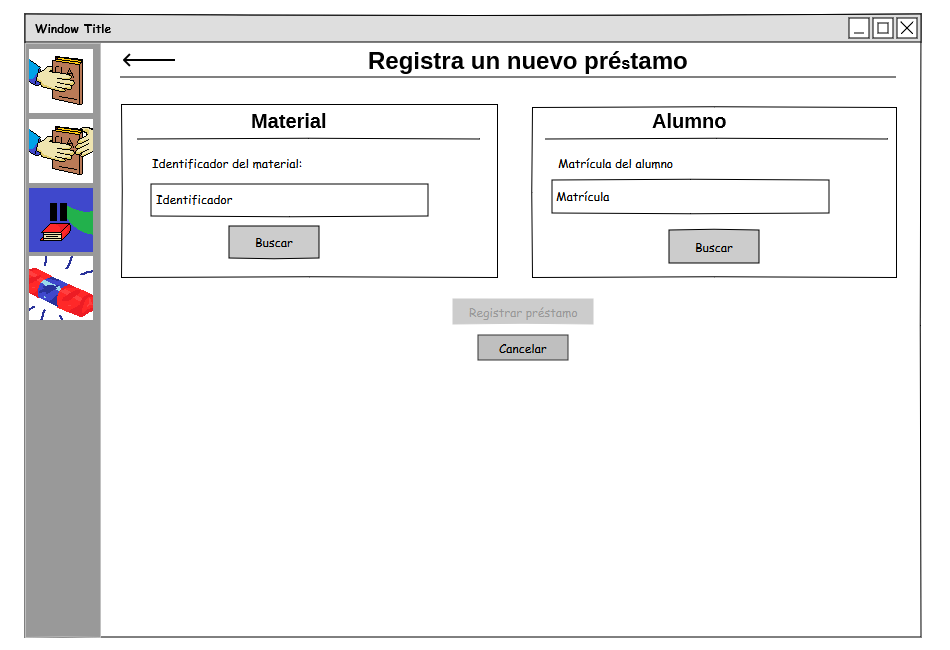 Window Title
Registra un nuevo préstamo
Material
Identificador del material:
Identificador
Buscar
Alumno
Matrícula del alumno
Matrícula
Buscar
Registrar préstamo
Cancelar